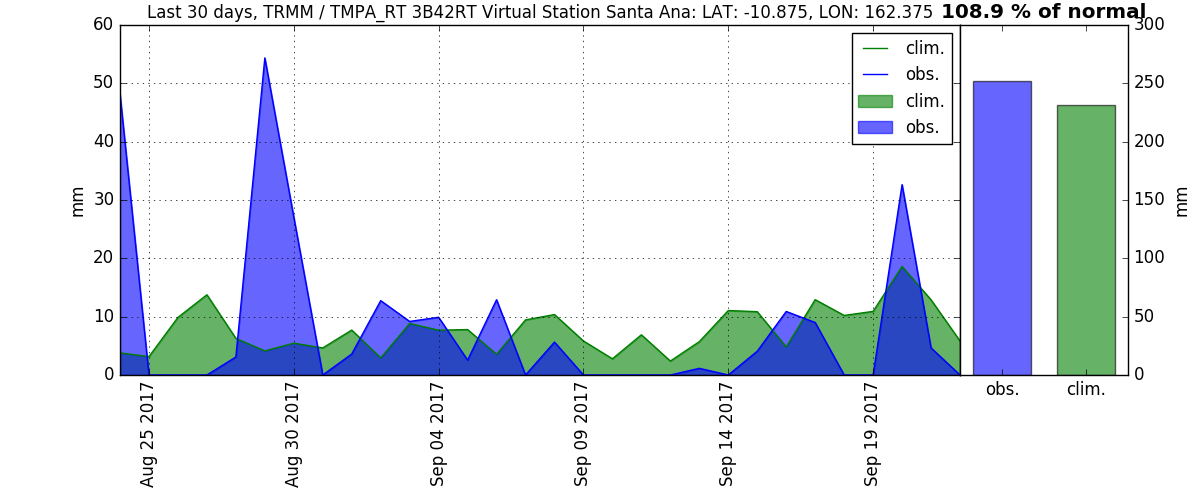 Last 30 days, TRMM / TMPA_RT 3B42RT Virtual Station Santa Ana: LAT: -10.875, LON: 162.375 108.9 % of normal
60
50
40
30
20
10
0
mm
clim.
obs.
clim.
obs.
Aug 25 2017
Aug 30 2017
Sep 04 2017
Sep 09 2017
Sep 14 2017
Sep 19 2017
300
250
200
150
100
50
0
mm
obs.
clim.